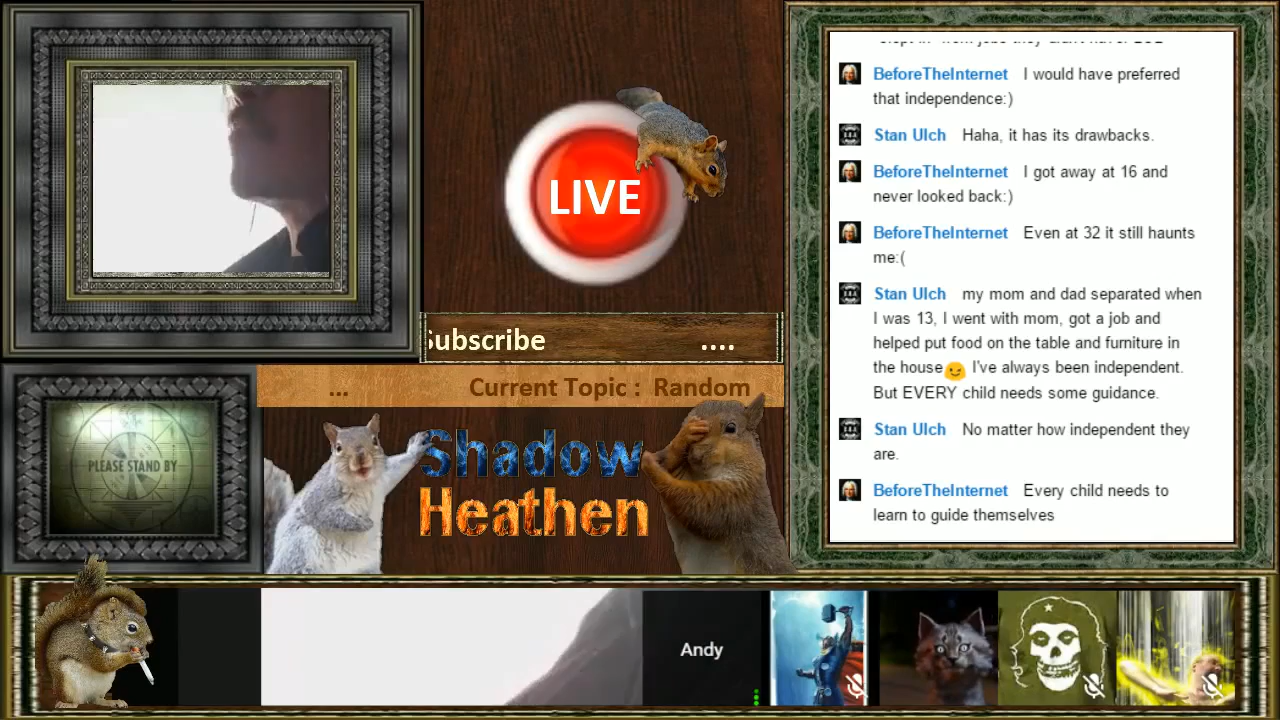 LIVE
Subscribe ....
... Current Topic : Random
PLEASE STAND BY
Shadow
Heathen
BeforeTheInternet I would have preferred
that independence:)
Stan Ulch Haha, it has its drawbacks.
BeforeTheInternet I got away at 16 and
never looked back:)
BeforeTheInternet Even at 32 it still haunts
me:(
Stan Ulch my mom and dad separated when
I was 13, I went with mom, got a job and
helped put food on the table and furniture in
the house😉 I've always been independent.
But EVERY child needs some guidance.
Stan Ulch No matter how independent they
are.
BeforeTheInternet Every child needs to
learn to guide themselves
Andy